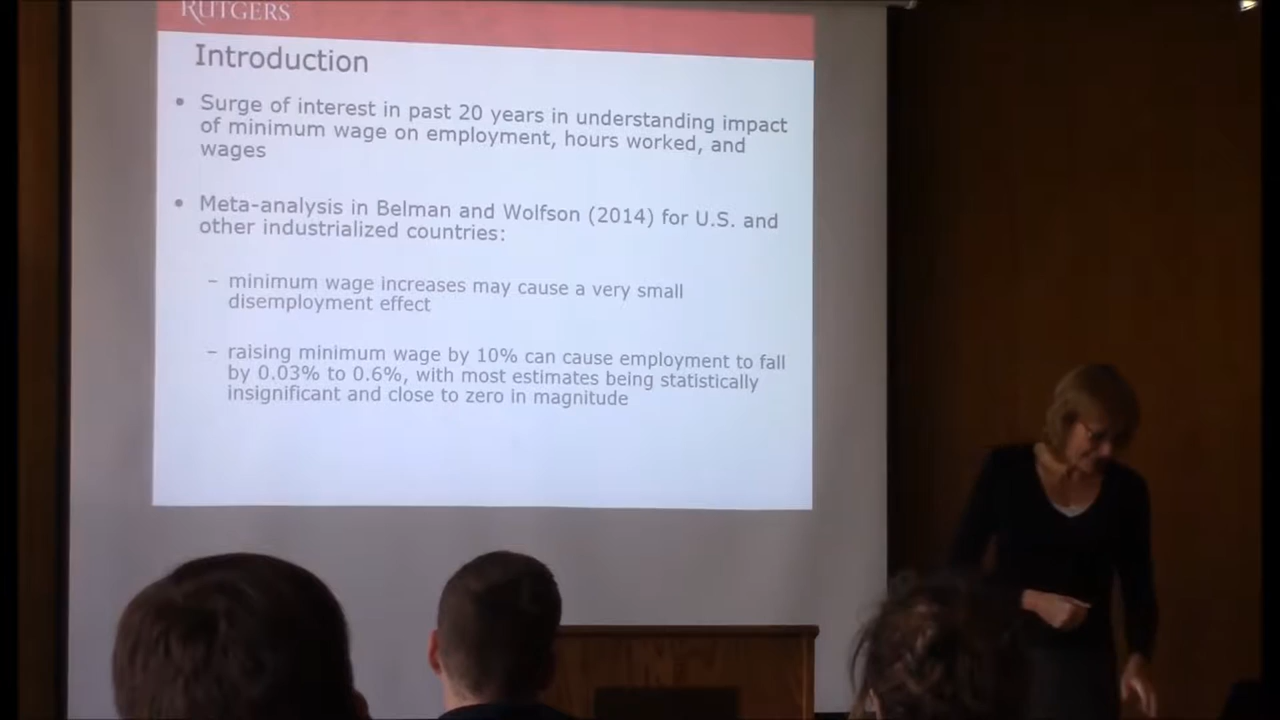 RUTGERS
Introduction
• Surge of interest in past 20 years in understanding impact
of minimum wage on employment, hours worked, and
wages
• Meta-analysis in Belman and Wolfson (2014) for U.S. and
other industrialized countries:
– minimum wage increases may cause a very small
disemployment effect
– raising minimum wage by 10% can cause employment to fall
by 0.03% to 0.6%, with most estimates being statistically
insignificant and close to zero in magnitude